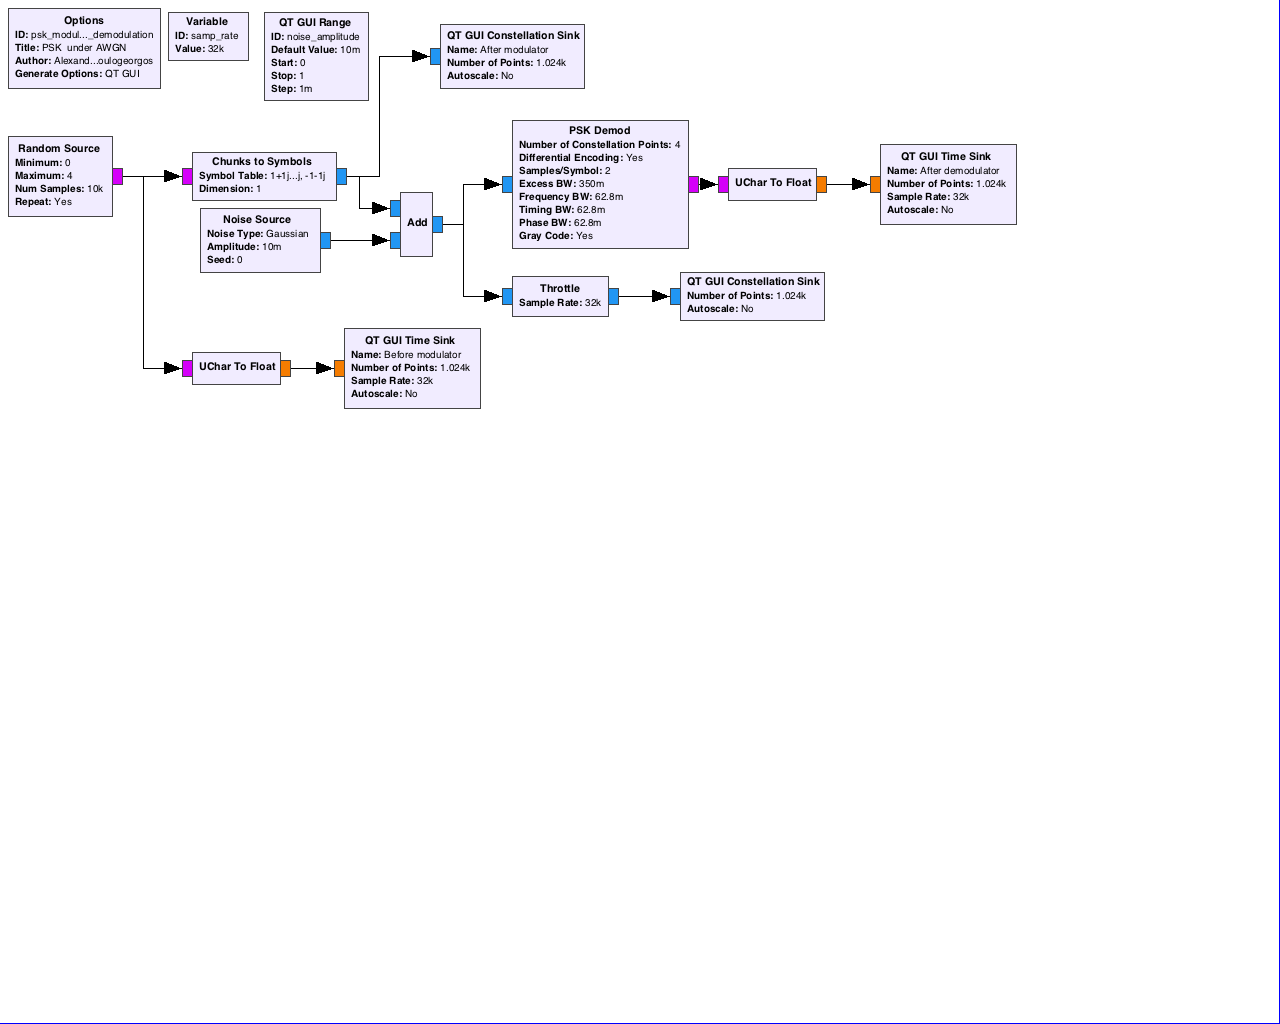 Options
ID: psk_modul..._demodulation
Title: PSK under AWGN
Author: Alexand...oulogeorgos
Generate Options: QT GUI
Variable
ID: samp_rate
Value: 32k
QT GUI Range
ID: noise_amplitude
Default Value: 10m
Start: 0
Stop: 1
Step: 1m
QT GUI Constellation Sink
Name: After modulator
Number of Points: 1.024k
Autoscale: No
Random Source
Minimum: 0
Maximum: 4
Num Samples: 10k
Repeat: Yes
Chunks to Symbols
Symbol Table: 1+1j...j, -1-1j
Dimension: 1
Noise Source
Noise Type: Gaussian
Amplitude: 10m
Seed: 0
Add
PSK Demod
Number of Constellation Points: 4
Differential Encoding: Yes
Samples/Symbol: 2
Excess BW: 350m
Frequency BW: 62.8m
Timing BW: 62.8m
Phase BW: 62.8m
Gray Code: Yes
UChar To Float
QT GUI Time Sink
Name: After demodulator
Number of Points: 1.024k
Sample Rate: 32k
Autoscale: No
Throttle
Sample Rate: 32k
QT GUI Constellation Sink
Number of Points: 1.024k
Autoscale: No
UChar To Float
QT GUI Time Sink
Name: Before modulator
Number of Points: 1.024k
Sample Rate: 32k
Autoscale: No